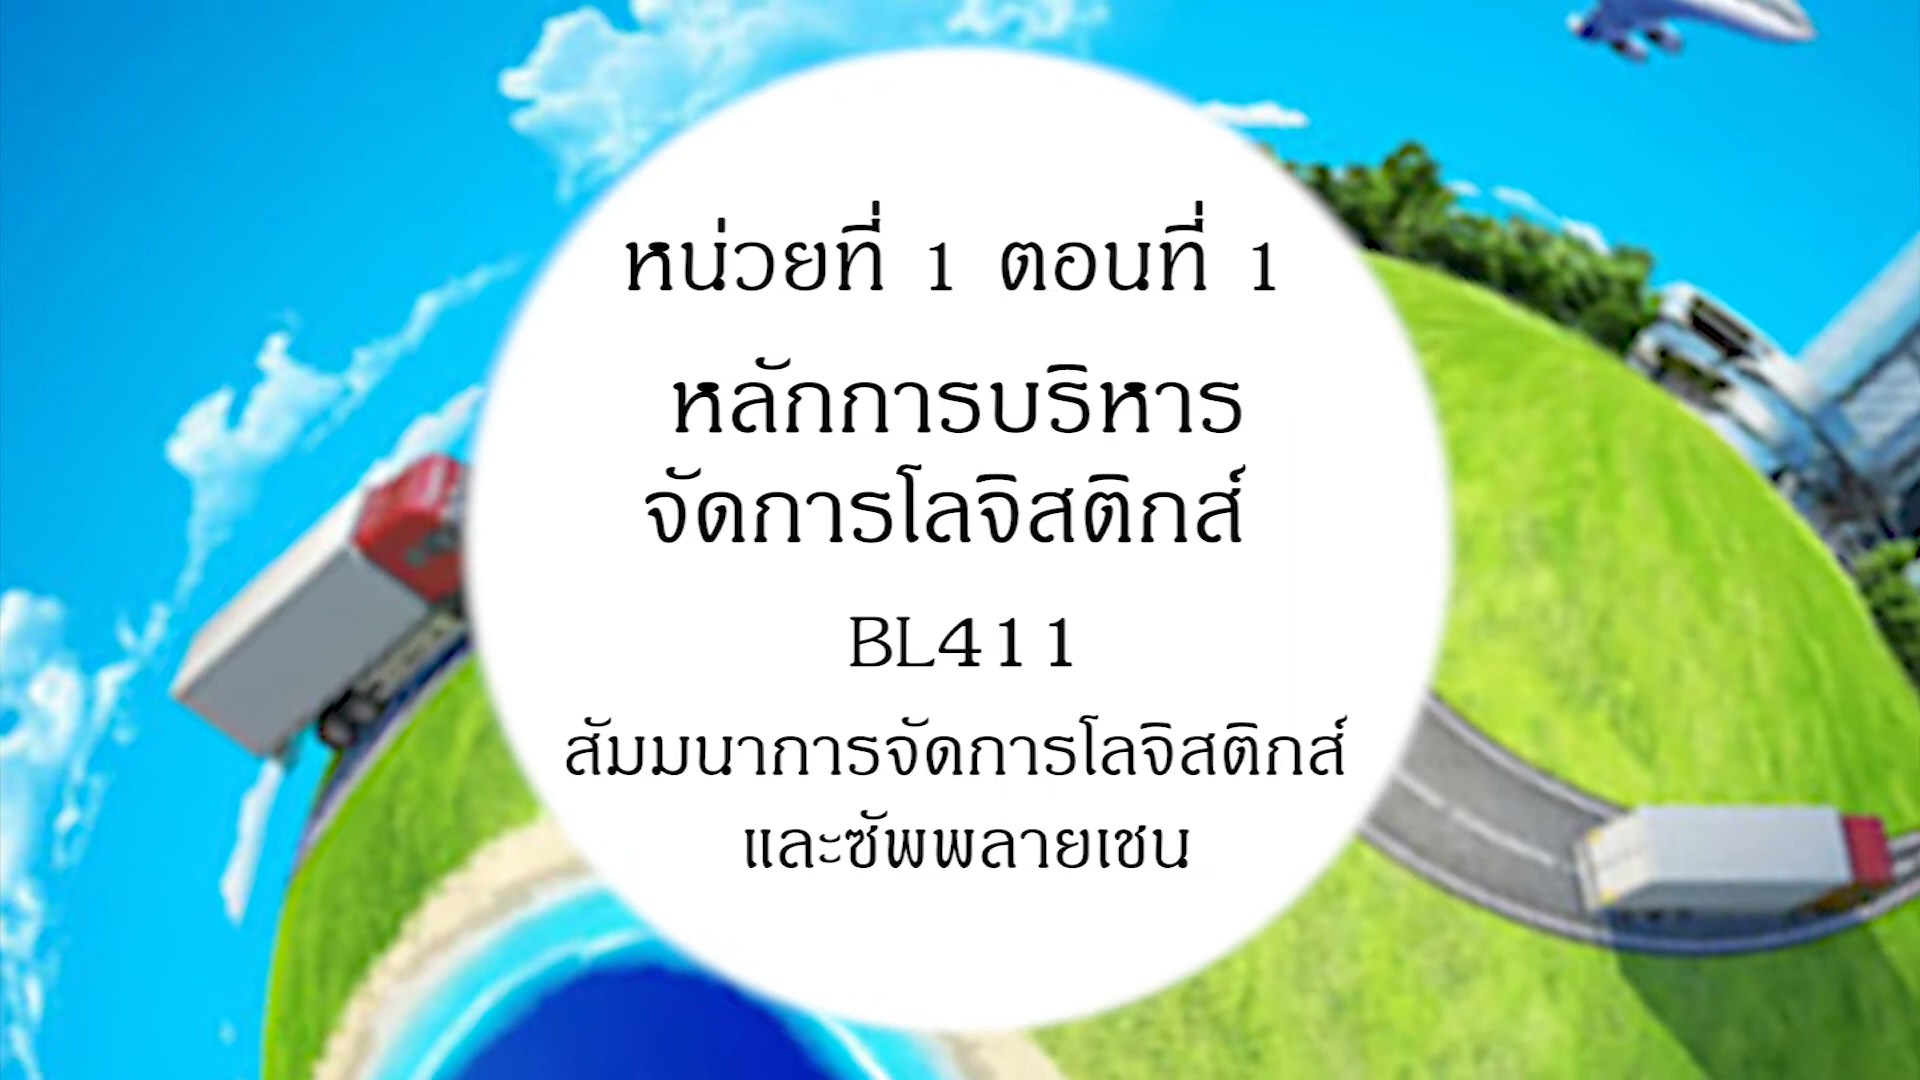 หน่วยที่ 1 ตอนที่ 1
หลักการบริหาร
จัดการโลจิสติกส์
BL411
สัมมนาการจัดการโลจิสติกส์
และซัพพลายเชน